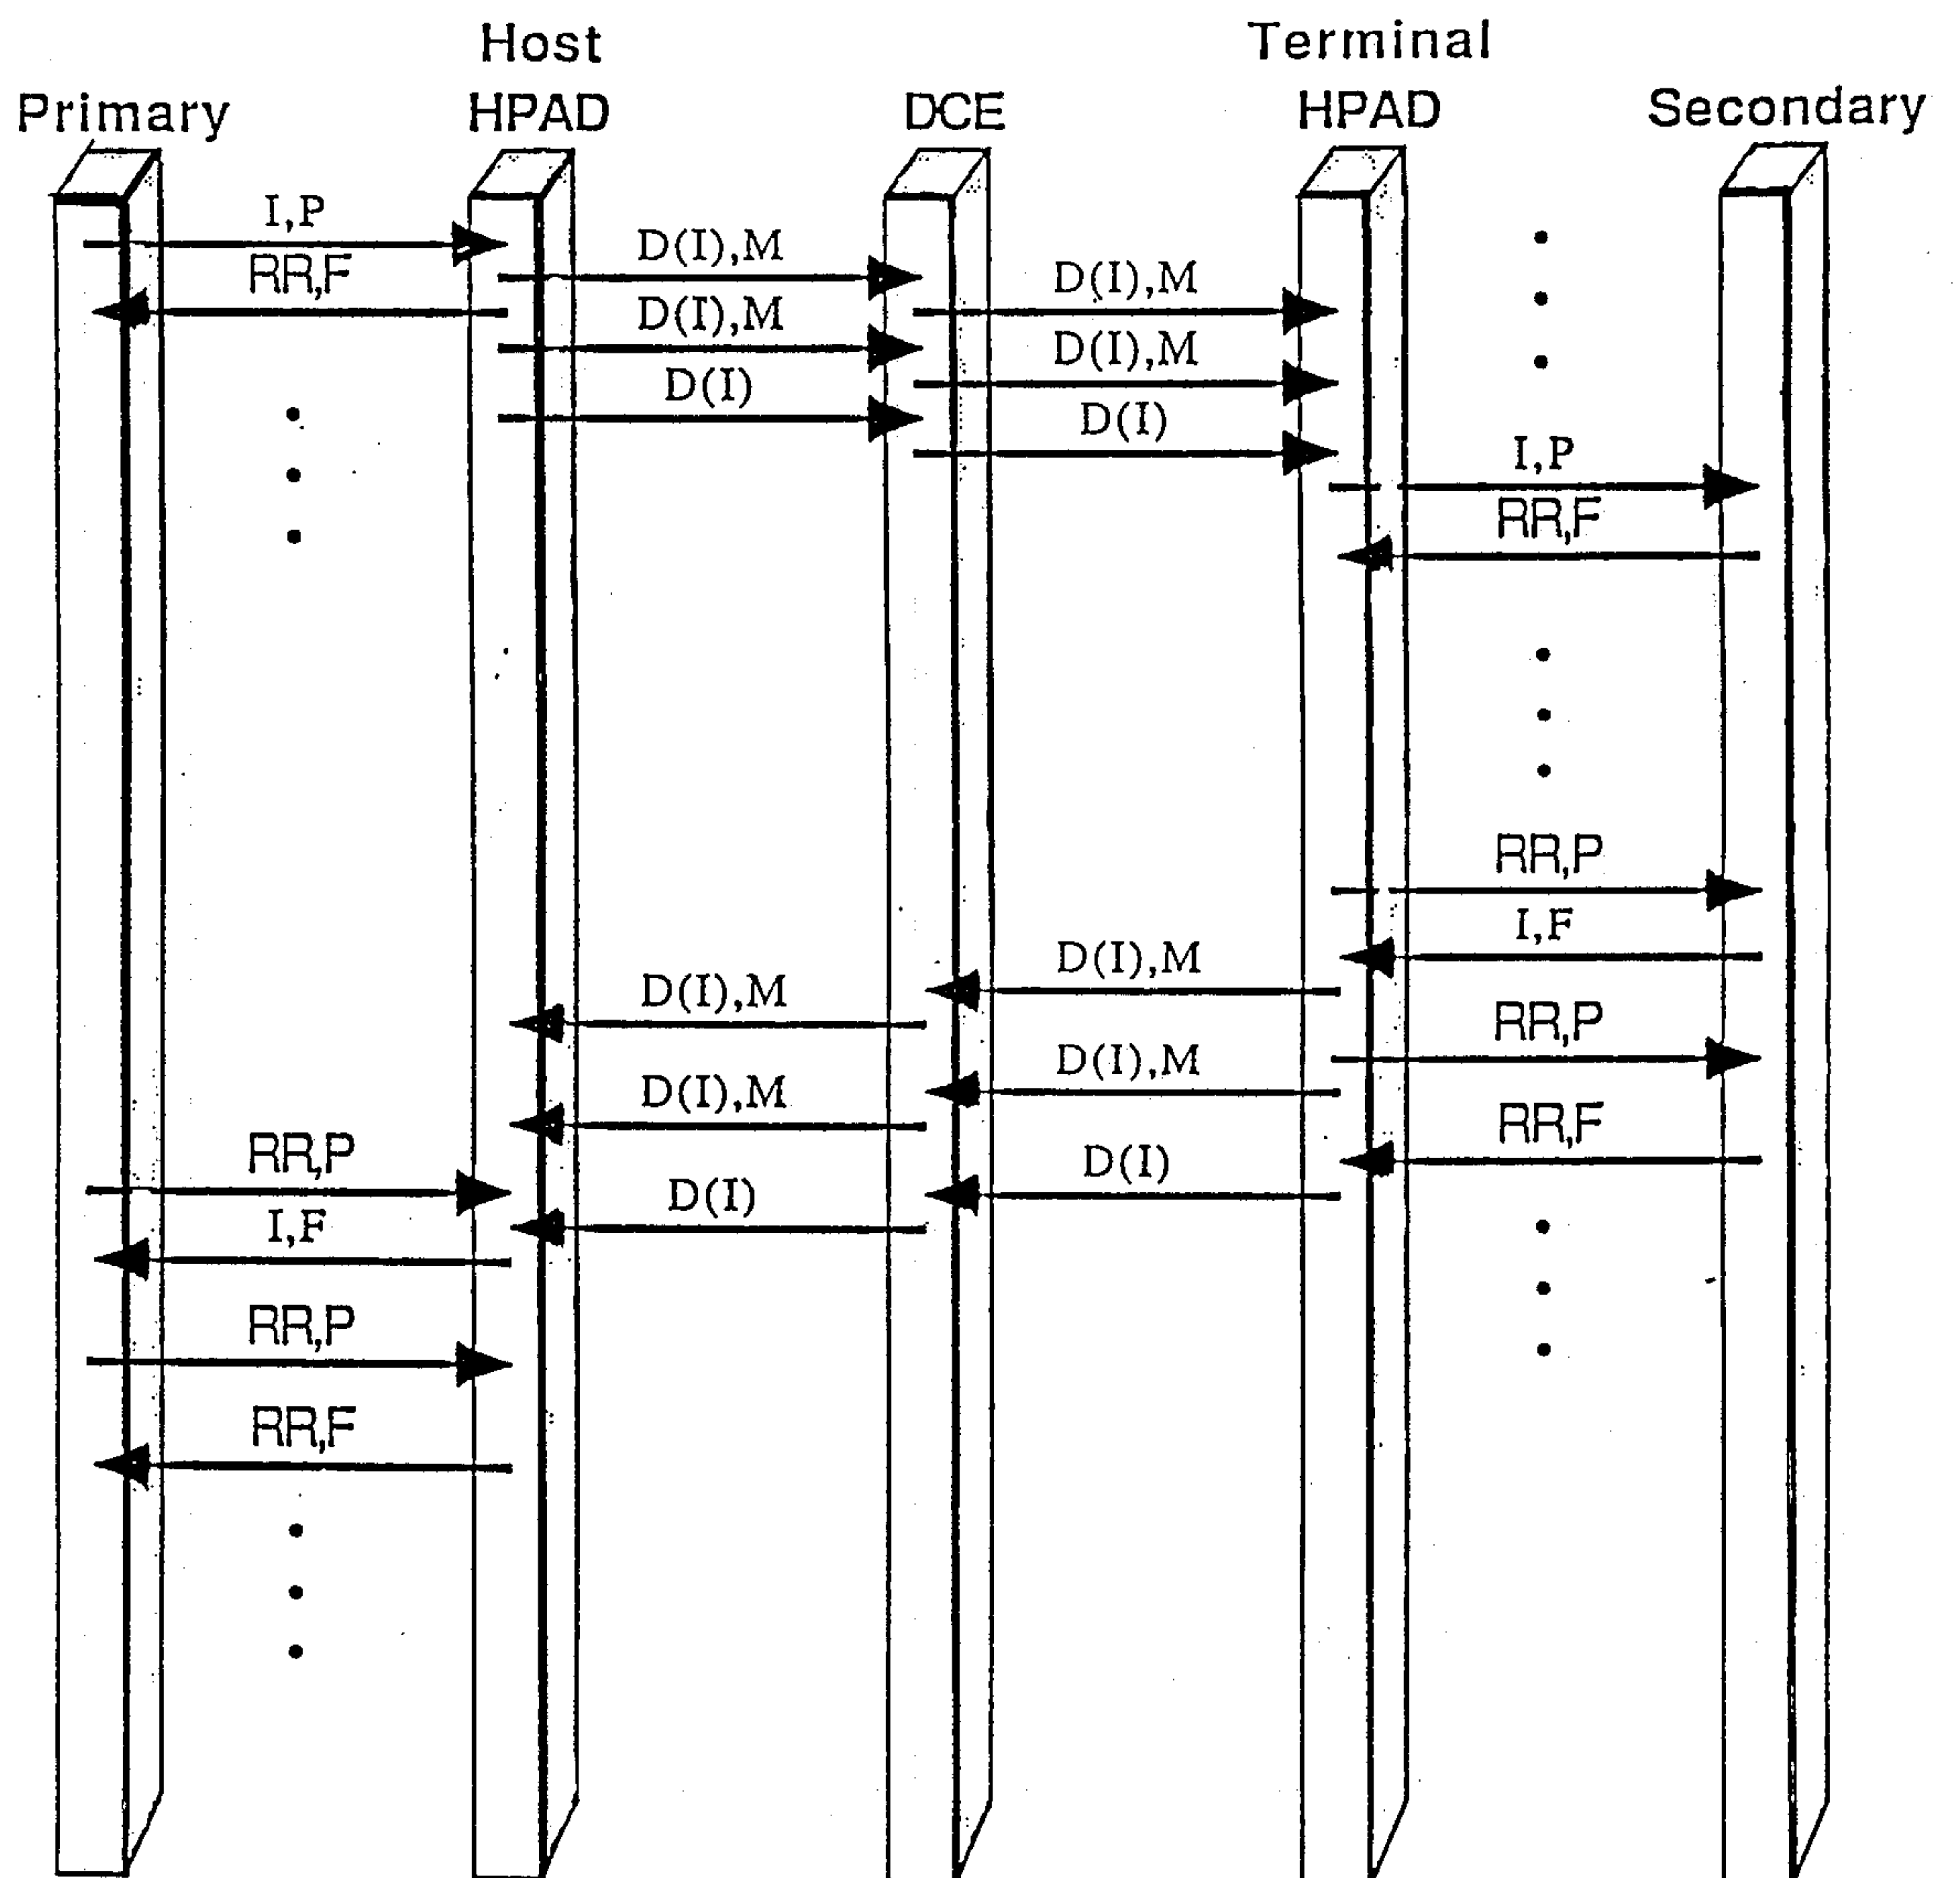 Host
Terminal
Primary
HPAD
DCE
HPAD
Secondary
I,P
D(I),M
RR,F
D(I),M
D(I),M
D(I),M
D(I)
D(I)
I,P
RR,F
RR,P
I,F
D(I),M
D(I),M
RR,P
D(I),M
D(I),M
RR,F
RR,P
D(I)
D(I)
I,F
RR,P
RR,F